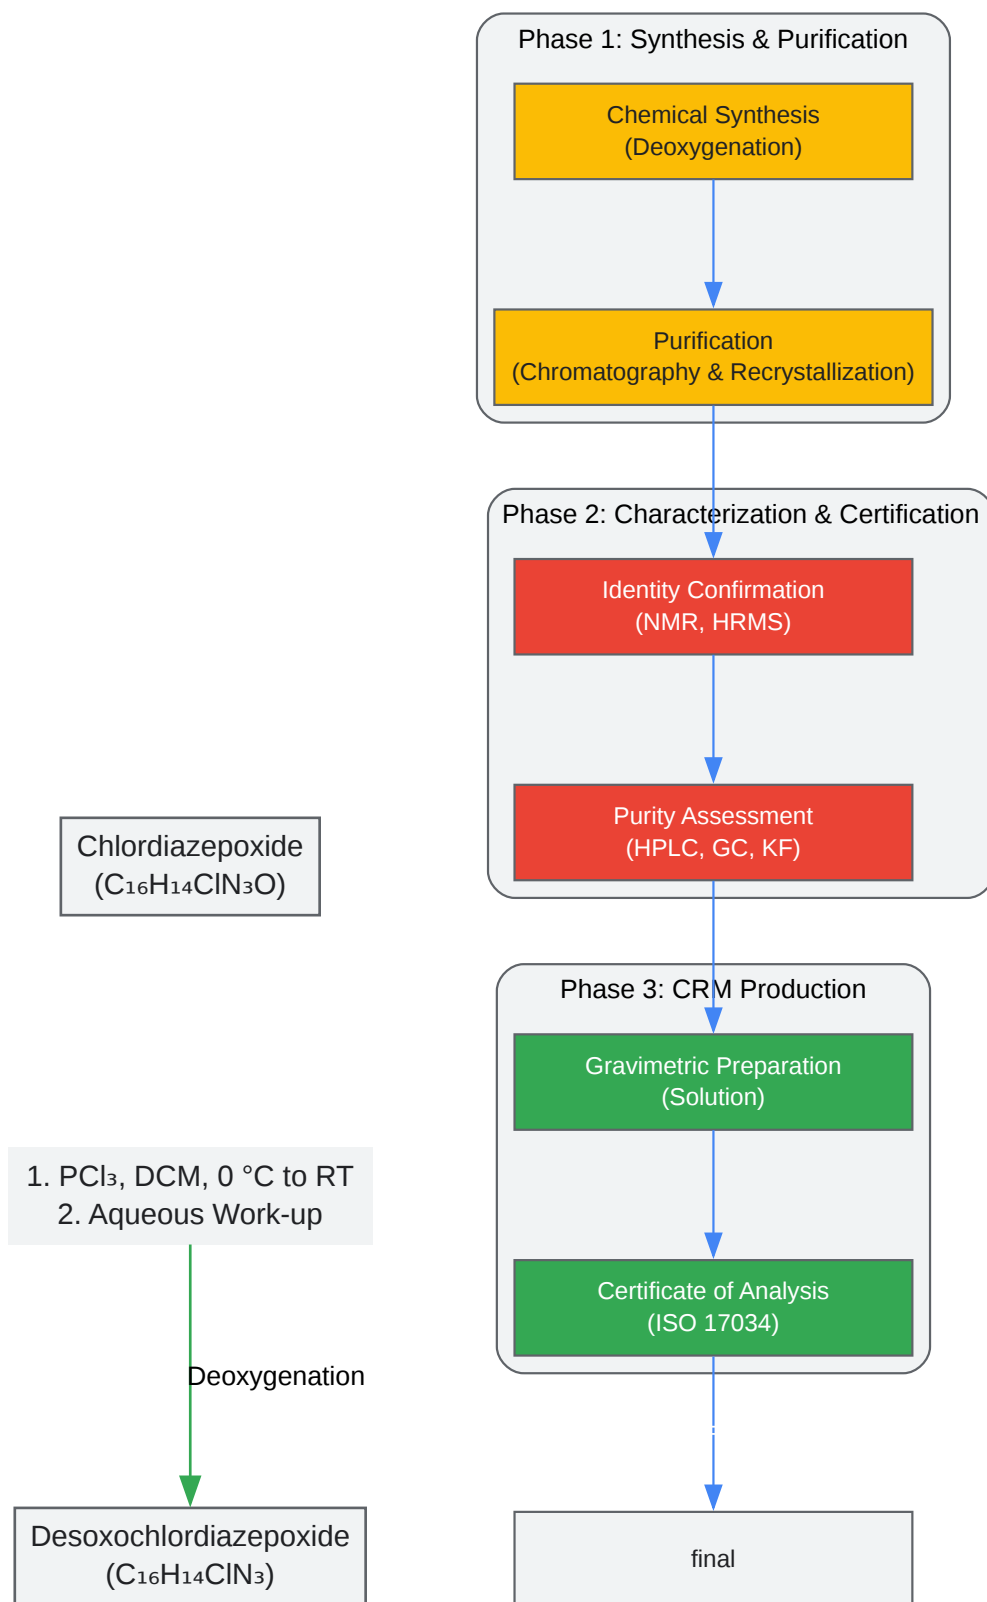 Phase 1: Synthesis & Purification
Chemical Synthesis
(Deoxygenation)
Purification
(Chromatography & Recrystallization)
Phase 2: Characterization & Certification
Identity Confirmation
(NMR, HRMS)
Purity Assessment
(HPLC, GC, KF)
Phase 3: CRM Production
Gravimetric Preparation
(Solution)
Certificate of Analysis
(ISO 17034)
final
Chlordiazepoxide
(C₁₆H₁₄ClN₃O)
1. PCl₃, DCM, 0 °C to RT
2. Aqueous Work-up
Deoxygenation
Desoxochlordiazepoxide
(C₁₆H₁₄ClN₃)